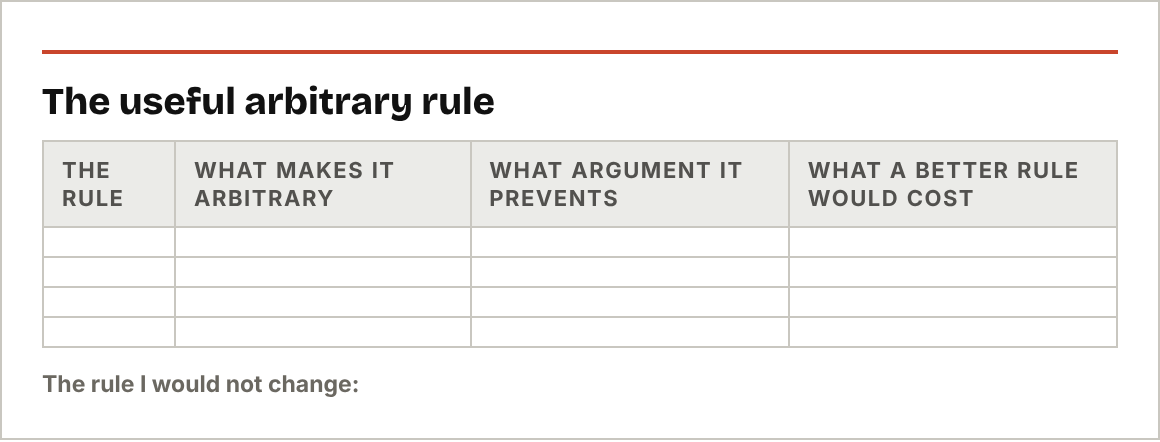 The useful arbitrary rule
THE RULE
WHAT MAKES IT ARBITRARY
WHAT ARGUMENT IT PREVENTS
WHAT A BETTER RULE WOULD COST
The rule I would not change: